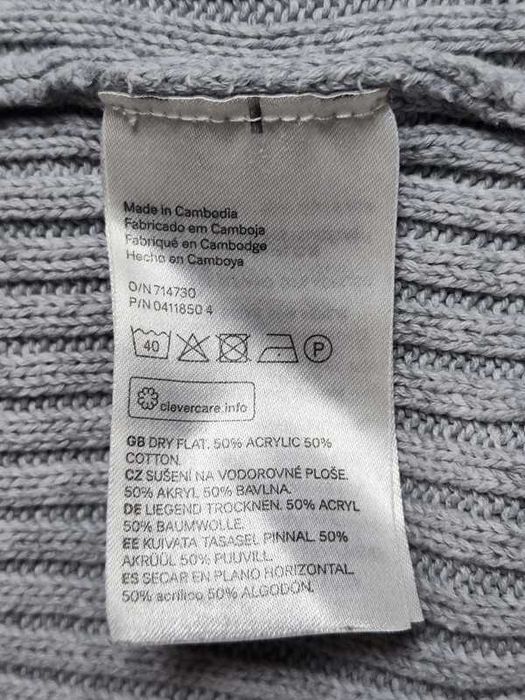 Made in Cambodia
Fabricado em Camboja
Fabriqué en Cambodge
Hecho en Camboya
O/N 714730
P/N 0411850 4
40 P
clevercare.info
GB DRY FLAT. 50% ACRYLIC 50%
COTTON.
CZ SUŠENÍ NA VODOROVNÉ PLOŠE.
50% AKRYL 50% BAVLNA.
DE LIEGEND TROCKNEN. 50% ACRYL
50% BAUMWOLLE.
EE KUIVATA TASASEL PINNAL. 50%
AKRÜÜL 50% PUUVILL.
ES SECAR EN PLANO HORIZONTAL.
50% acrílico 50% ALGODÓN.